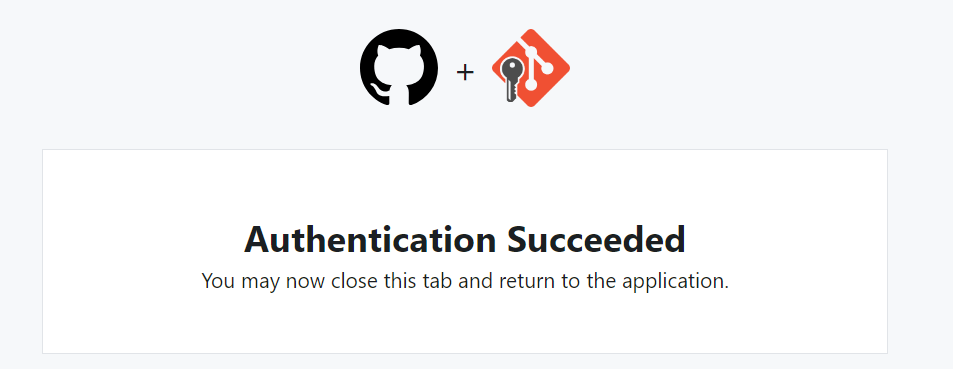 +
Authentication Succeeded
You may now close this tab and return to the application.